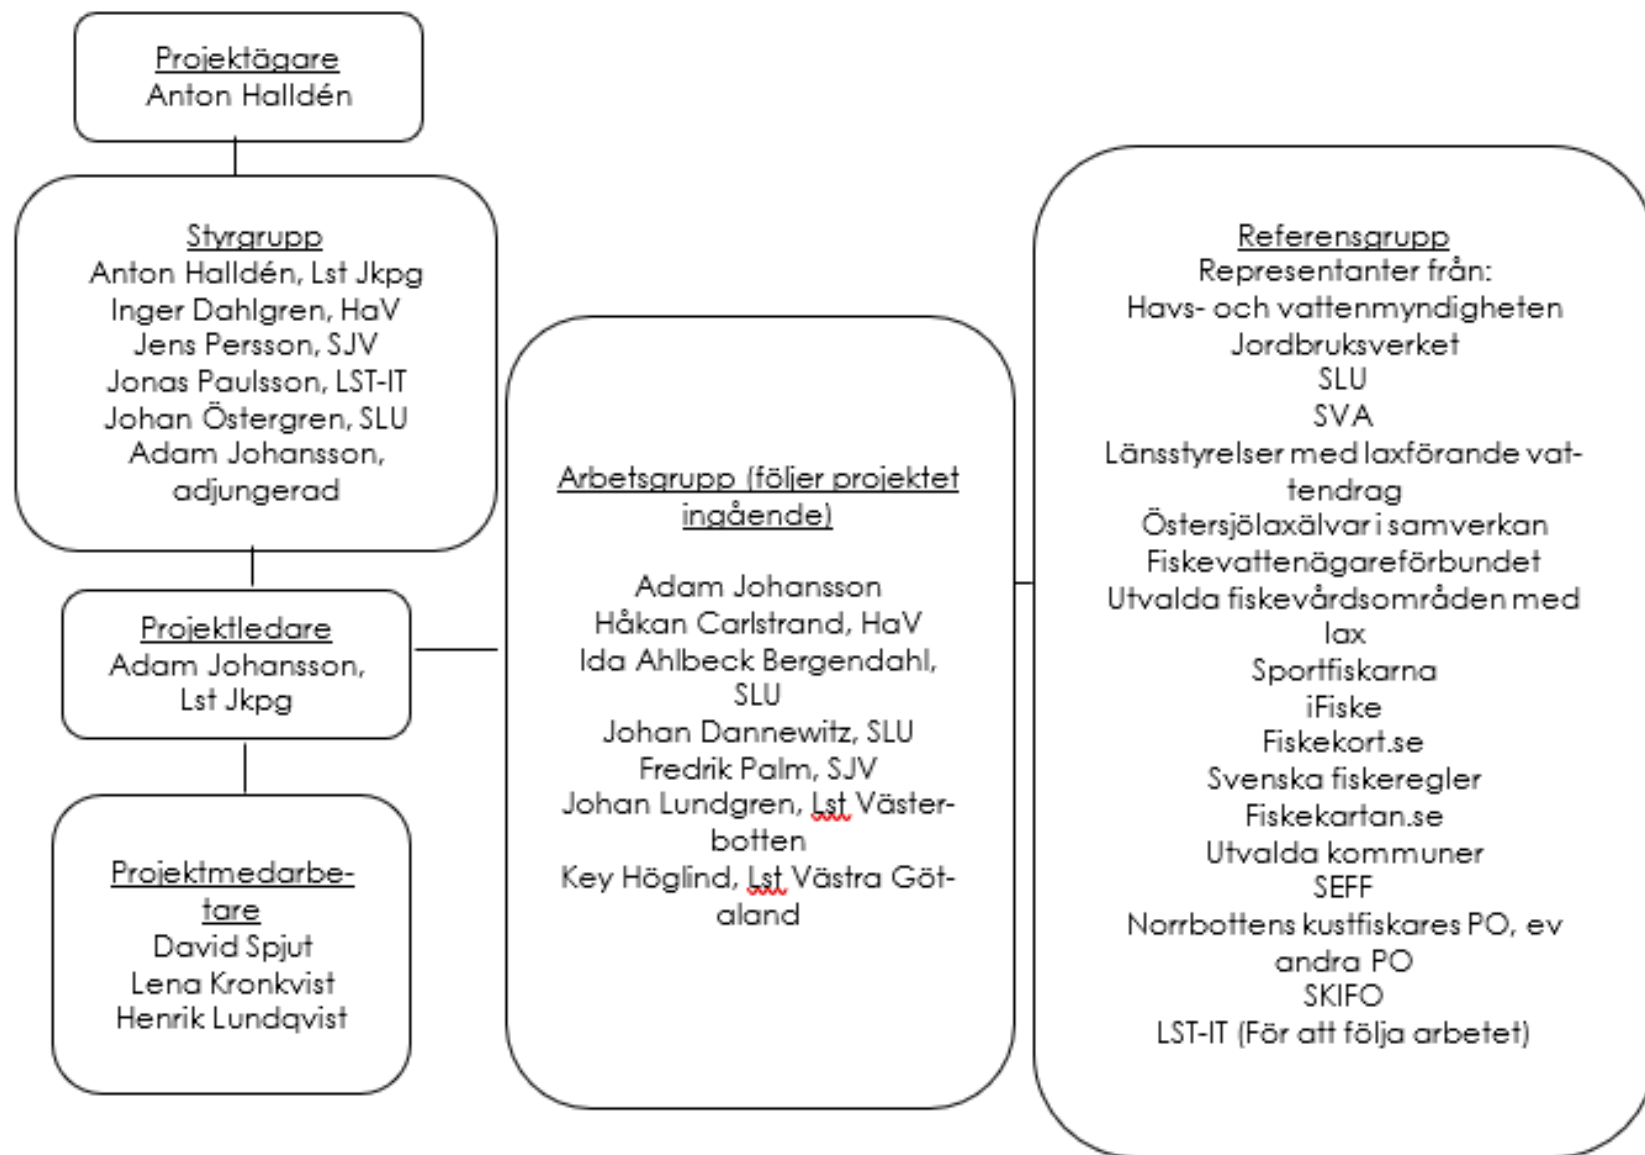 Projektägare
Anton Halldén
Styrgrupp
Anton Halldén, Lst Jkpg
Inger Dahlgren, HaV
Jens Persson, SJV
Jonas Paulsson, LST-IT
Johan Östergren, SLU
Adam Johansson,
adjungerad
Projektledare
Adam Johansson,
Lst Jkpg
Projektmedarbe-
tare
David Spjut
Lena Kronkvist
Henrik Lundqvist
Arbetsgrupp (följer projektet
ingående)
Adam Johansson
Håkan Carlstrand, HaV
Ida Ahlbeck Bergendahl,
SLU
Johan Dannewitz, SLU
Fredrik Palm, SJV
Johan Lundgren, Lst Väster-
botten
Key Höglind, Lst Västra Göt-
aland
Referensgrupp
Representanter från:
Havs- och vattenmyndigheten
Jordbruksverket
SLU
SVA
Länsstyrelser med laxförande vat-
tendrag
Östersjölaxälvar i samverkan
Fiskevattenägareförbundet
Utvalda fiskevårdsområden med
lax
Sportfiskarna
iFiske
Fiskekort.se
Svenska fiskeregler
Fiskekartan.se
Utvalda kommuner
SEFF
Norrbottens kustfiskares PO, ev
andra PO
SKIFO
LST-IT (För att följa arbetet)